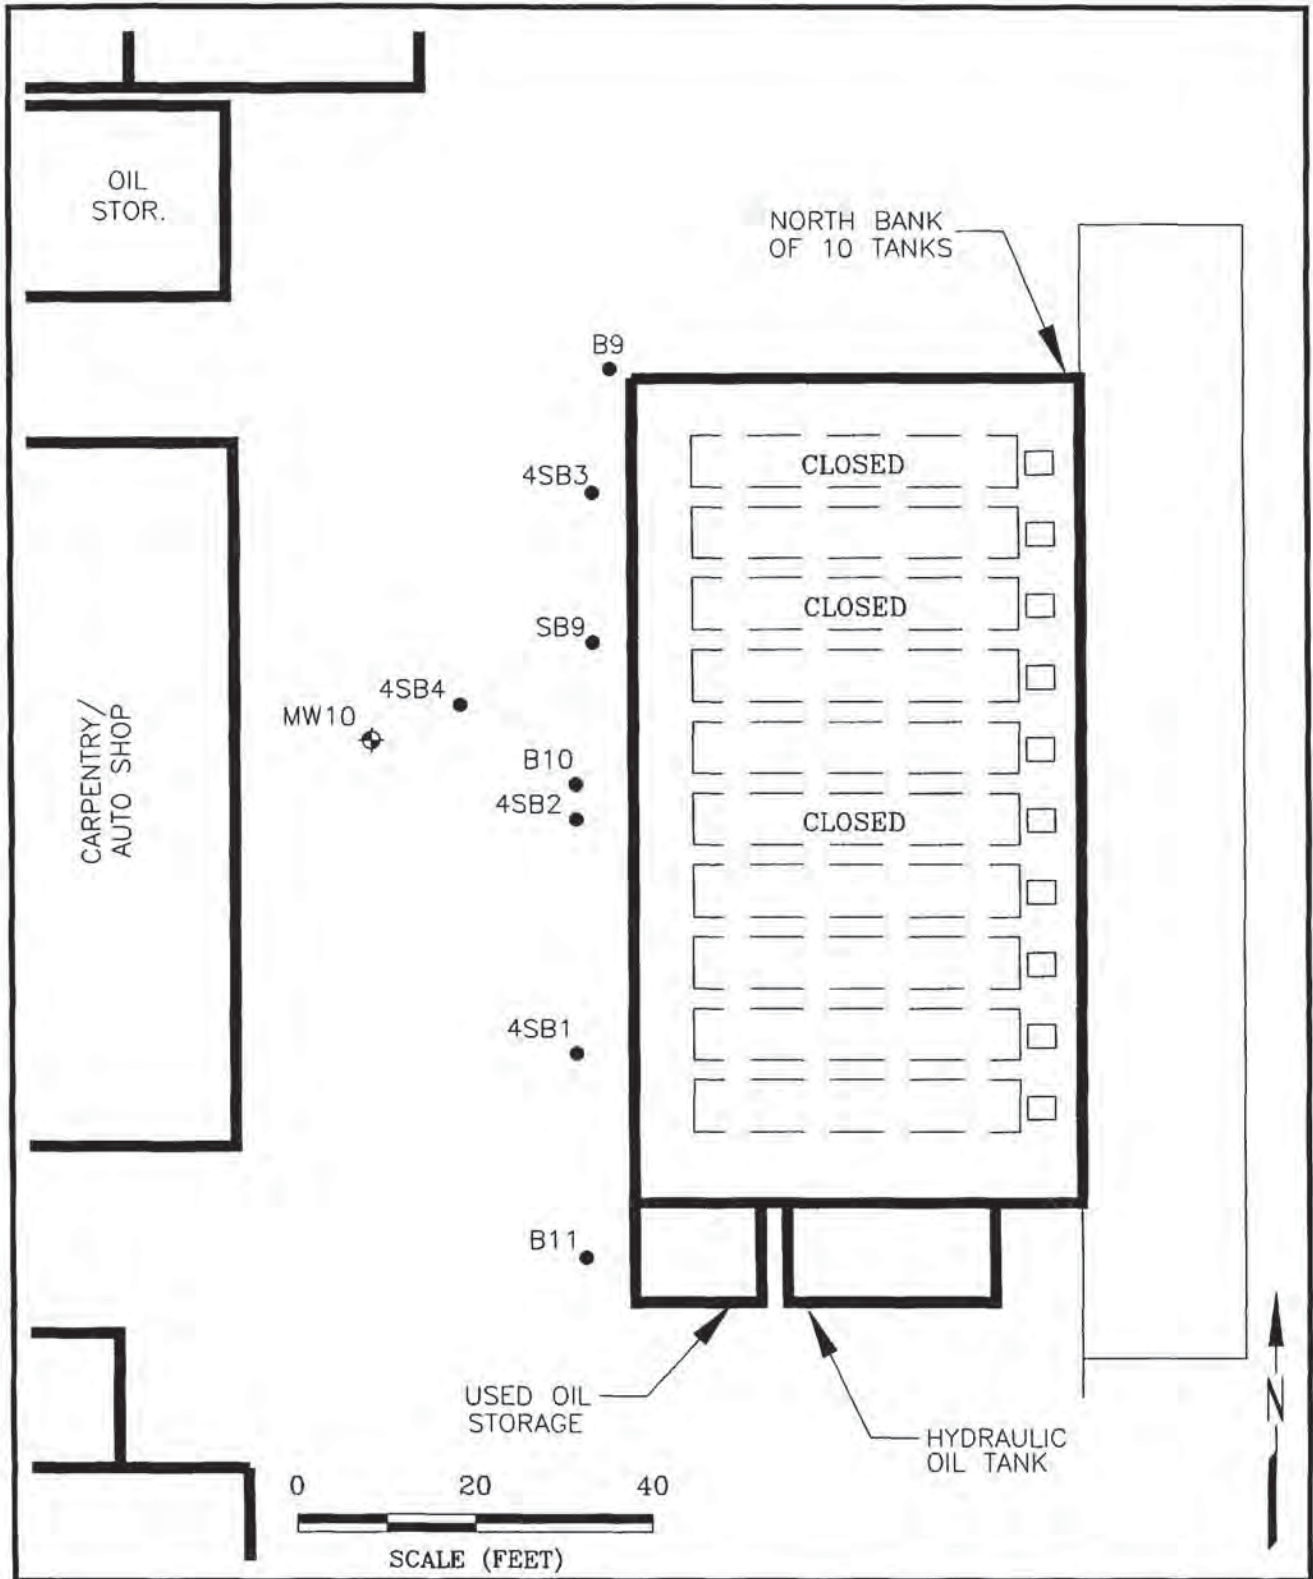 OIL
STOR.
NORTH BANK
OF 10 TANKS
B9
4SB3
CLOSED
CLOSED
SB9
4SB4
MW10
B10
4SB2
CLOSED
CARPENTRY/
AUTO SHOP
4SB1
B11
USED OIL
STORAGE
HYDRAULIC
OIL TANK
N
0 20 40
SCALE (FEET)